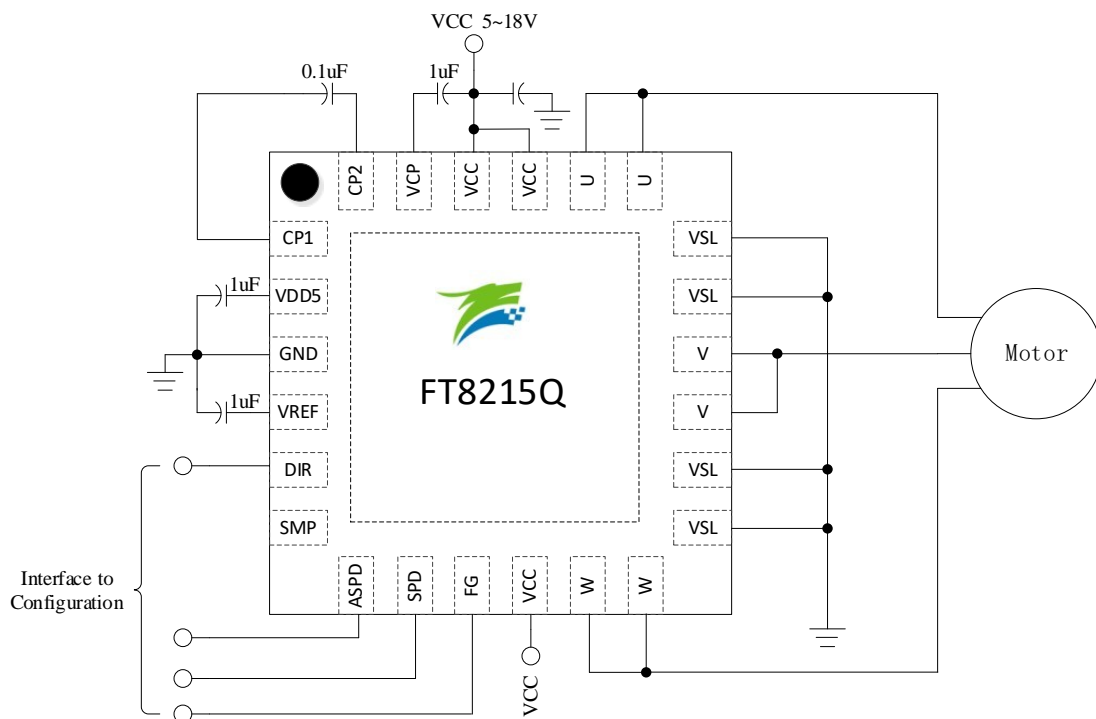 VCC 5~18V
0.1uF
1uF
CP2
VCP
VCC
VCC
U
U
CP1
VSL
1uF
VDD5
VSL
GND
V
Motor
FT8215Q
1uF
VREF
V
DIR
VSL
SMP
VSL
Interface to
Configuration
ASPD
SPD
FG
VCC
W
W
VCC